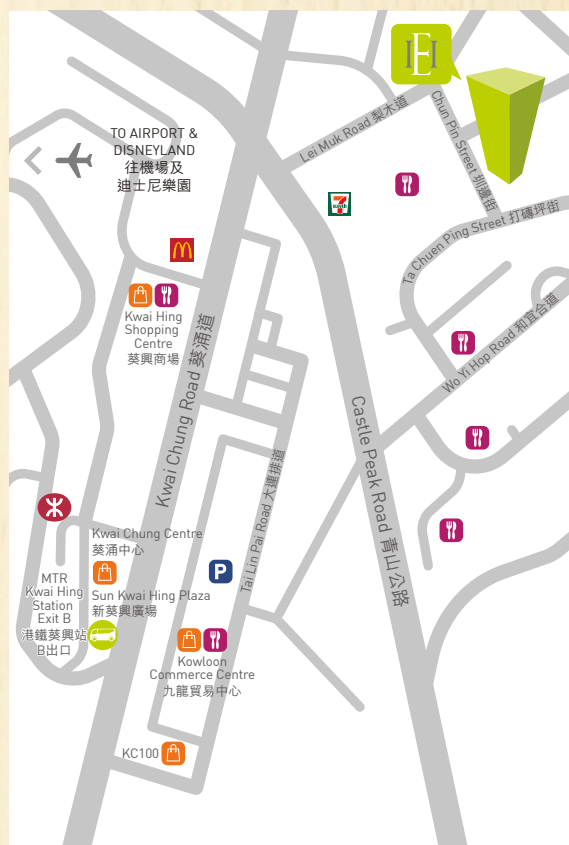 IEI
Lei Muk Road 梨木道
Chun Pin Street 圳邊街
TO AIRPORT &
DISNEYLAND
往機場及
迪士尼樂園
7
ELEVEN
Ta Chuen Ping Street 打磚坪街
Kwai Hing
Shopping
Centre
葵興商場
Kwai Chung Road 葵涌道
Wo Yi Hop Road 和宜合道
Castle Peak Road 青山公路
Tai Lin Pai Road 大連排道
Kwai Chung Centre
葵涌中心
P
MTR
Kwai Hing
Station
Exit B
港鐵葵興站
B出口
Sun Kwai Hing Plaza
新葵興廣場
Kowloon
Commerce Centre
九龍貿易中心
KC100